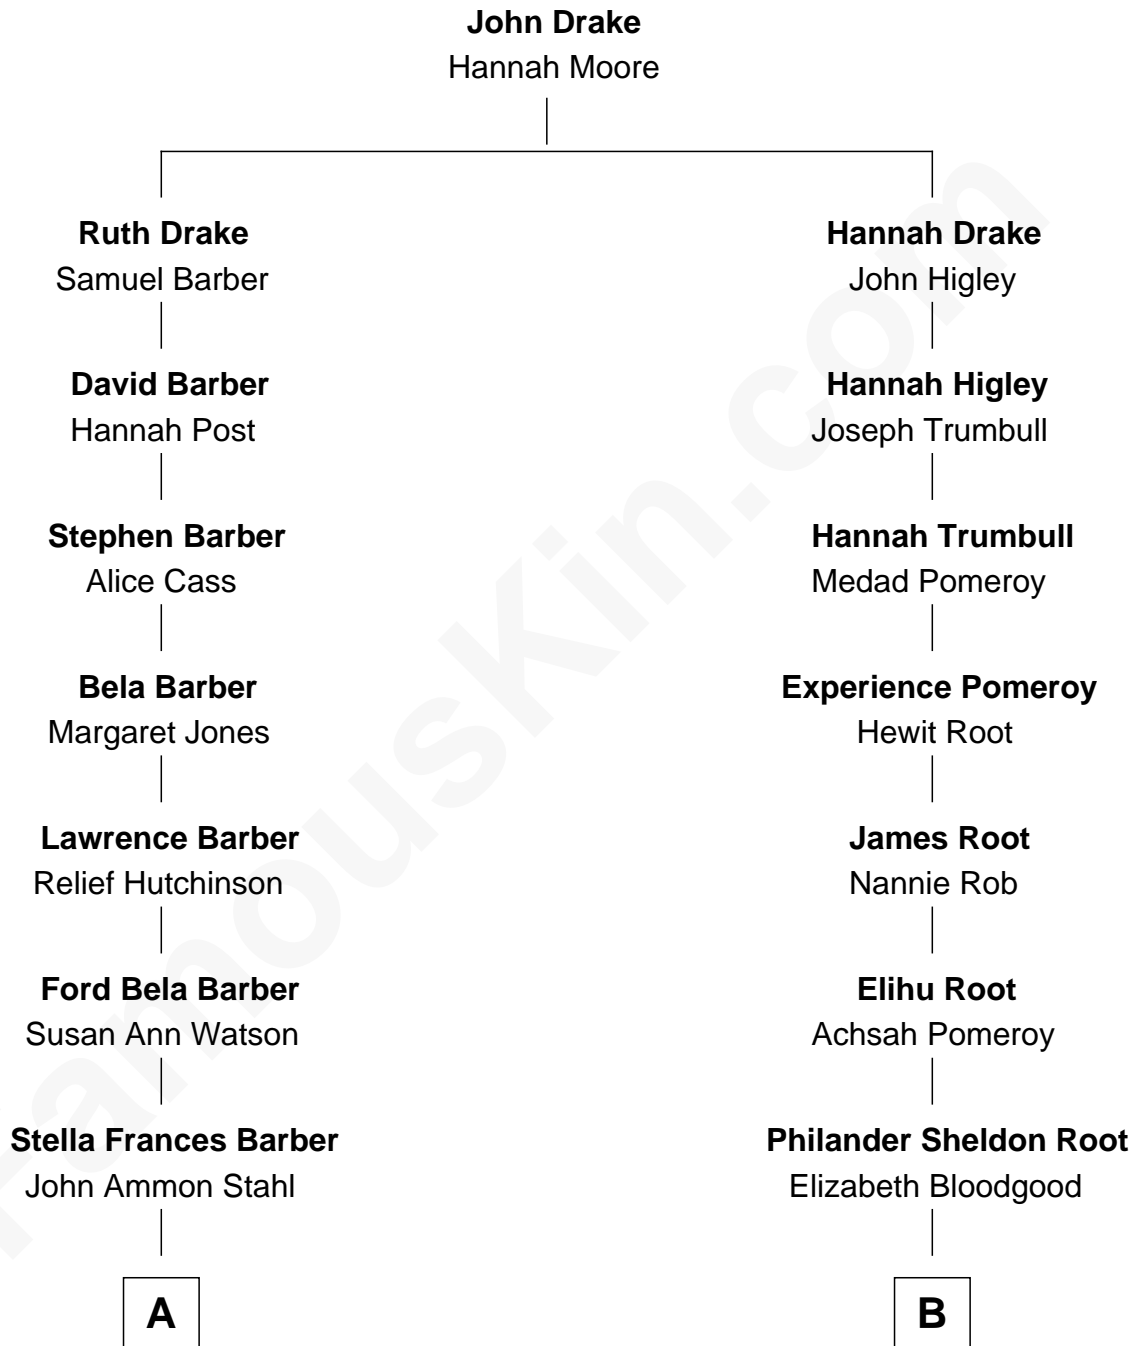 John Drake
Hannah Moore
Ruth Drake
Samuel Barber
Hannah Drake
John Higley
David Barber
Hannah Post
Hannah Higley
Joseph Trumbull
Stephen Barber
Alice Cass
Hannah Trumbull
Medad Pomeroy
Bela Barber
Margaret Jones
Experience Pomeroy
Hewit Root
Lawrence Barber
Relief Hutchinson
James Root
Nannie Rob
Ford Bela Barber
Susan Ann Watson
Elihu Root
Achsah Pomeroy
Stella Frances Barber
John Ammon Stahl
Philander Sheldon Root
Elizabeth Bloodgood
A
B
FamousKin.com